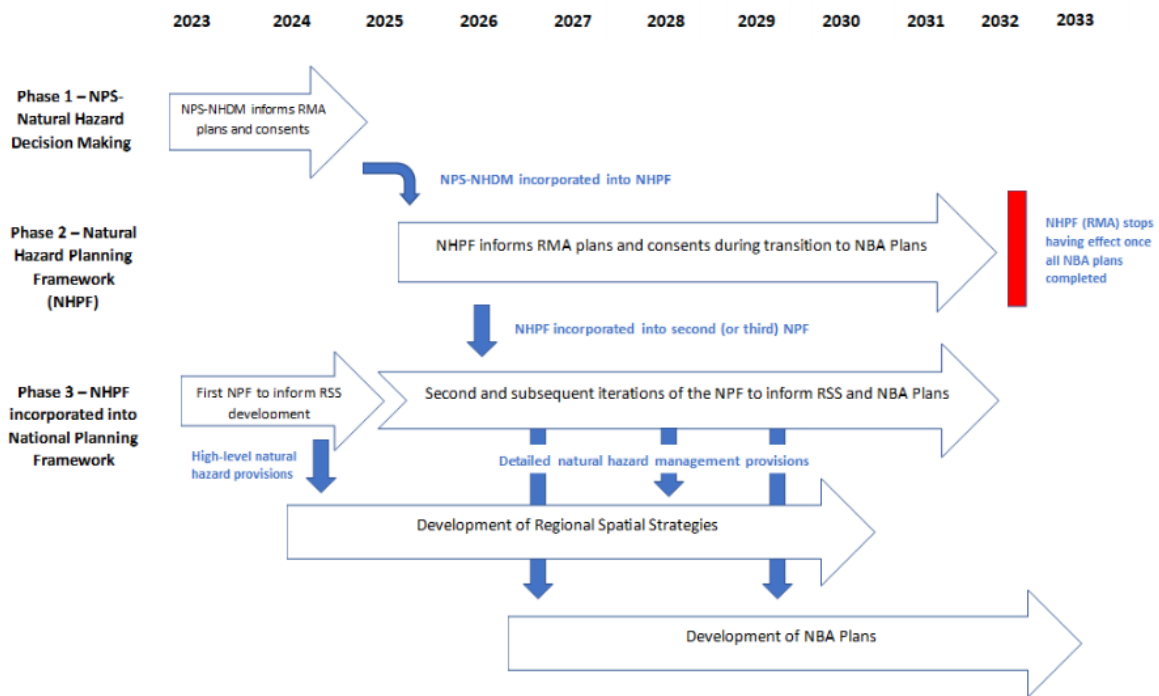 2023 2024 2025 2026 2027 2028 2029 2030 2031 2032 2033
Phase 1 – NPS-
Natural Hazard
Decision Making
NPS-NHDM informs RMA
plans and consents
NPS-NHDM incorporated into NHPF
Phase 2 – Natural
Hazard Planning
Framework
(NHPF)
NHPF informs RMA plans and consents during transition to NBA Plans
NHPF (RMA) stops
having effect once
all NBA plans
completed
NHPF incorporated into second (or third) NPF
Phase 3 – NHPF
incorporated into
National Planning
Framework
First NPF to inform RSS
development
Second and subsequent iterations of the NPF to inform RSS and NBA Plans
High-level natural
hazard provisions
Detailed natural hazard management provisions
Development of Regional Spatial Strategies
Development of NBA Plans